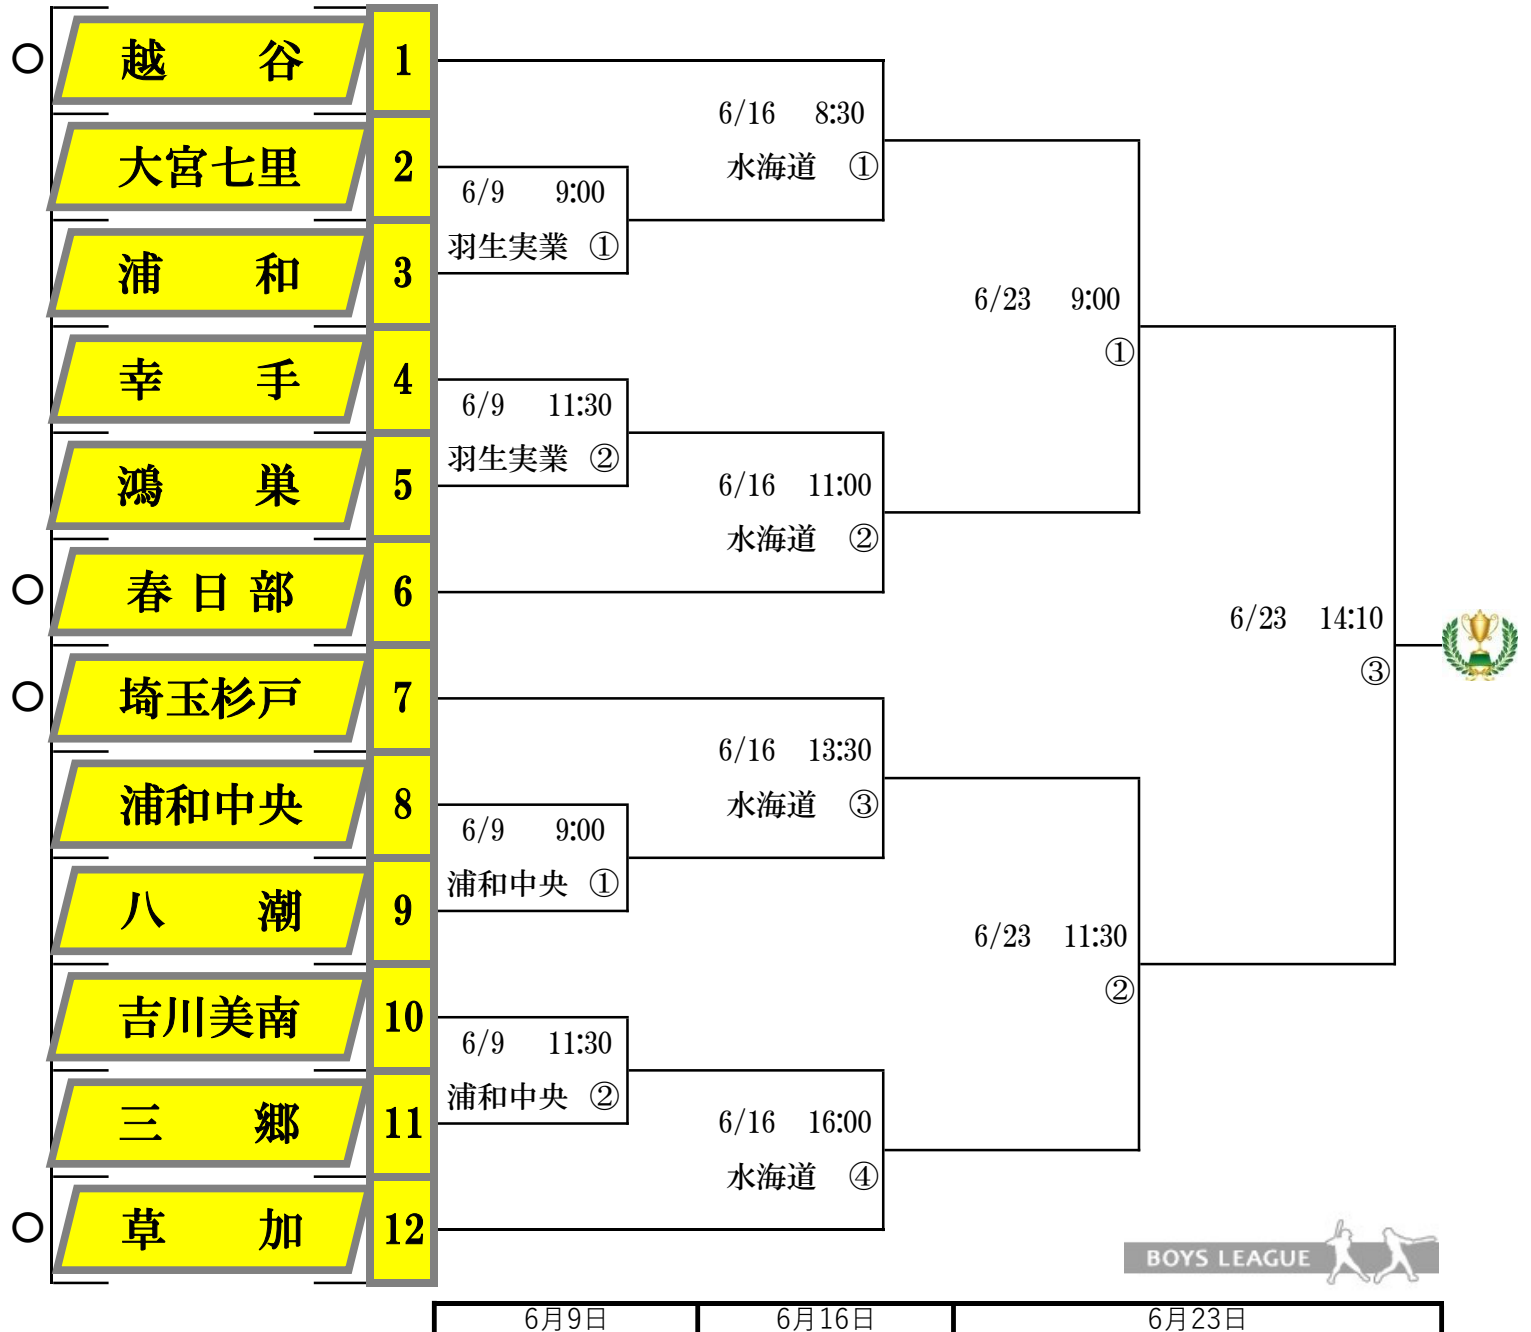 ○ 越 谷 1
大宮七里 2
浦 和 3
幸 手 4
鴻 巣 5
○ 春日部 6
○ 埼玉杉戸 7
浦和中央 8
八 潮 9
吉川美南 10
三 郷 11
○ 草 加 12
6/9 9:00
羽生実業 ①
6/9 11:30
羽生実業 ②
6/9 9:00
浦和中央 ①
6/9 11:30
浦和中央 ②
6/16 8:30
水海道 ①
6/16 11:00
水海道 ②
6/16 13:30
水海道 ③
6/16 16:00
水海道 ④
6/23 9:00
①
6/23 11:30
②
6/23 14:10
③
BOYS LEAGUE
6月9日 6月16日 6月23日